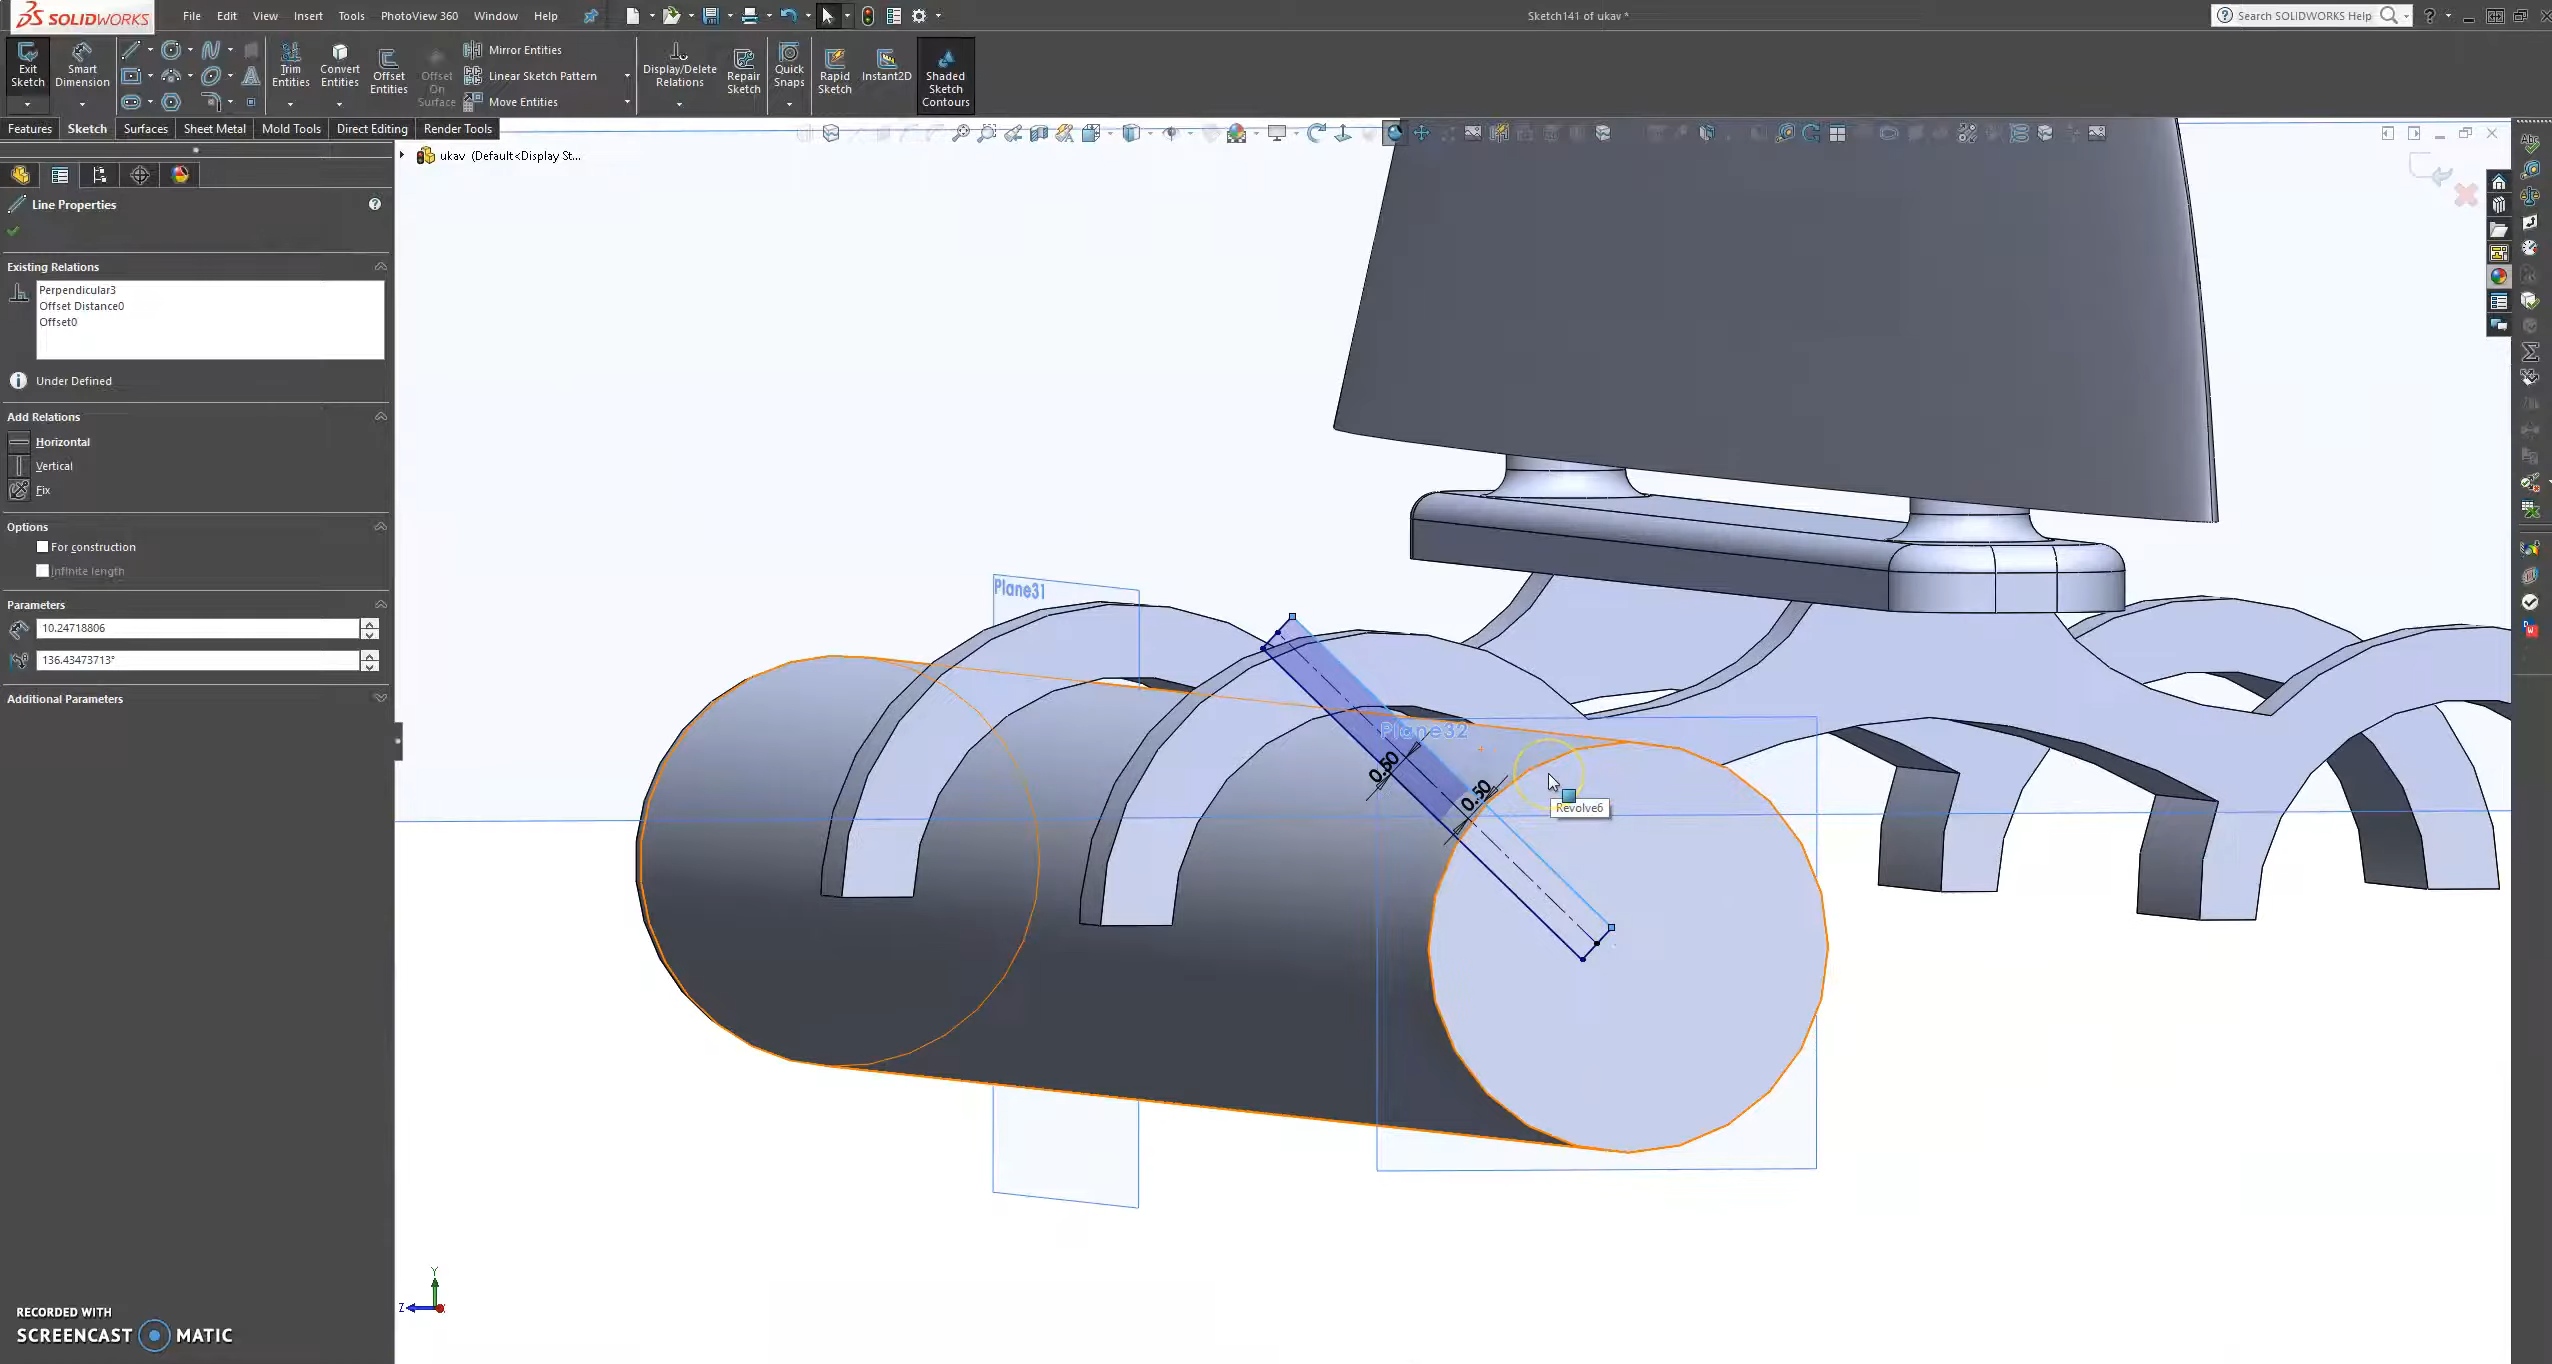 SOLIDWORKS
File Edit View Insert Tools PhotoView 360 Window Help
Sketch141 of ukav *
Search SOLIDWORKS Help
Exit Sketch
Smart Dimension
Trim Entities
Convert Entities
Offset Entities
Offset On Surface
Mirror Entities
Linear Sketch Pattern
Move Entities
Display/Delete Relations
Repair Sketch
Quick Snaps
Rapid Sketch
Instant2D
Shaded Sketch Contours
Features Sketch Surfaces Sheet Metal Mold Tools Direct Editing Render Tools
ukav (Default<Display St...
Line Properties
Existing Relations
Perpendicular3
Offset Distance0
Offset0
Under Defined
Add Relations
Horizontal
Vertical
Fix
Options
For construction
Infinite length
Parameters
10.24718806
136.43473713°
Additional Parameters
Plane31
Plane32
0.50
0.50
Revolve6
Y
Z
RECORDED WITH
SCREENCAST MATIC